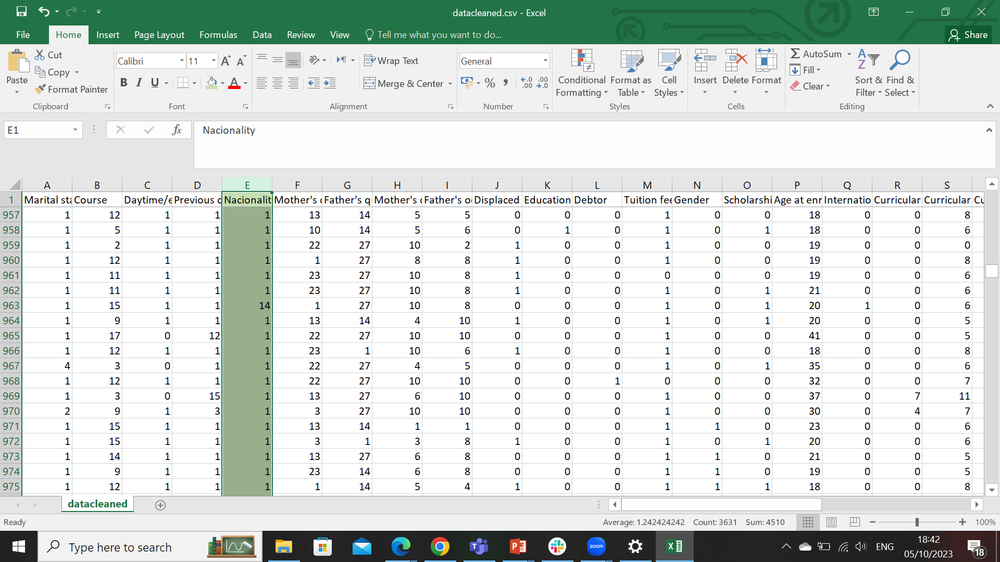 datacleaned.csv - Excel
File Home Insert Page Layout Formulas Data Review View Tell me what you want to do... Share
Paste Cut Copy Format Painter Clipboard
Calibri 11 A A B I U A Font
Wrap Text Merge & Center Alignment
General % , .0 .00 .00 .0 Number
Conditional Formatting Format as Table Cell Styles Styles
Insert Delete Format Cells
AutoSum Fill Clear Sort & Filter Find & Select Editing
E1 fx Nacionality
A B C D E F G H I J K L M N O P Q R S
1 Marital sta Course Daytime/e Previous q Nacionalit Mother's q Father's q Mother's o Father's o Displaced Education Debtor Tuition fee Gender Scholarshi Age at enr Internatio Curricular Curricular Cu
957 1 12 1 1 1 13 14 5 5 0 0 0 1 0 0 18 0 0 8
958 1 5 1 1 1 10 14 5 6 0 1 0 1 0 1 18 0 0 6
959 1 2 1 1 1 22 27 10 2 1 0 0 1 0 0 19 0 0 0
960 1 12 1 1 1 1 27 8 8 1 0 0 1 0 0 19 0 0 8
961 1 11 1 1 1 23 27 10 8 1 0 0 0 0 0 19 0 0 6
962 1 11 1 1 1 23 27 10 8 1 0 0 1 0 1 21 0 0 6
963 1 15 1 1 14 1 27 10 8 0 0 0 1 0 1 20 1 0 6
964 1 9 1 1 1 13 14 4 10 1 0 0 1 0 1 20 0 0 5
965 1 17 0 12 1 22 27 10 10 0 0 0 1 0 0 41 0 0 5
966 1 12 1 1 1 23 1 10 6 1 0 0 1 0 0 18 0 0 8
967 4 3 0 1 1 22 27 4 5 0 0 0 1 0 1 35 0 0 6
968 1 12 1 1 1 22 27 10 10 0 0 1 0 0 0 32 0 0 7
969 1 3 0 15 1 13 27 6 10 0 0 0 1 0 0 37 0 7 11
970 2 9 1 3 1 3 27 10 10 0 0 0 1 0 0 30 0 4 7
971 1 15 1 1 1 13 14 1 1 0 0 0 1 1 0 23 0 0 6
972 1 15 1 1 1 3 1 3 8 1 0 0 1 0 1 20 0 0 6
973 1 14 1 1 1 13 27 6 8 0 0 0 1 1 0 21 0 0 5
974 1 9 1 1 1 23 14 6 8 0 0 0 1 1 0 19 0 0 5
975 1 12 1 1 1 1 14 5 4 1 0 0 1 1 1 18 0 0 8
datacleaned
Ready Average: 1.242424242 Count: 3631 Sum: 4510 100%
Type here to search zoom ENG 18:42
05/10/2023 18